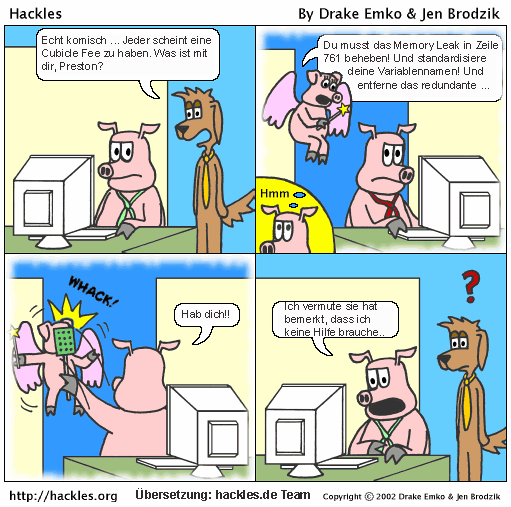 Hackles
By Drake Emko & Jen Brodzik
Echt komisch ... Jeder scheint eine
Cubicle Fee zu haben. Was ist mit
dir, Preston?
Du musst das Memory Leak in Zeile
761 beheben! Und standardisiere
deine Variablennamen! Und
entferne das redundante ...
Hmm
WHACK!
Hab dich!!
Ich vermute sie hat
bemerkt, dass ich
keine Hilfe brauche..
?
http://hackles.org
Übersetzung: hackles.de Team
Copyright © 2002 Drake Emko & Jen Brodzik